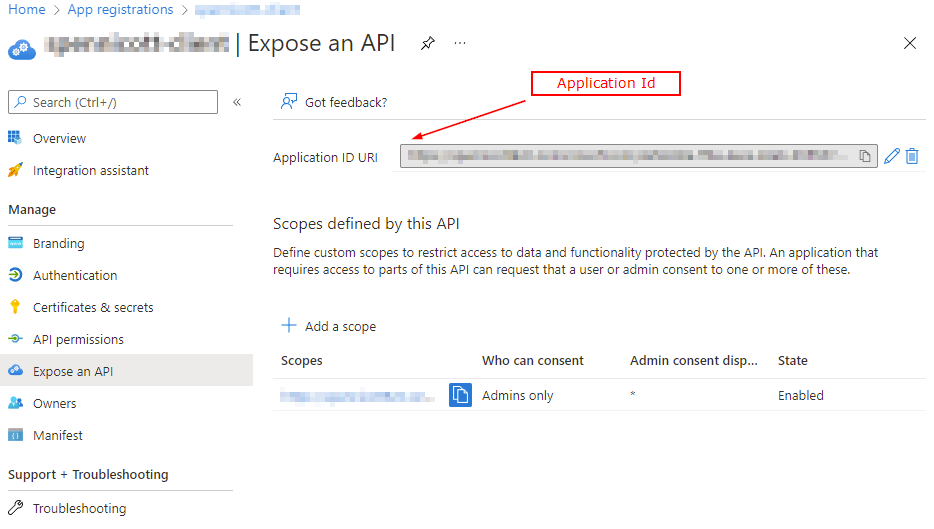 Home > App registrations >
| Expose an API ...
Search (Ctrl+/) «
Got feedback?
Application Id
Overview
Integration assistant
Application ID URI
Manage
Branding
Authentication
Certificates & secrets
API permissions
Expose an API
Owners
Manifest
Support + Troubleshooting
Troubleshooting
Scopes defined by this API
Define custom scopes to restrict access to data and functionality protected by the API. An application that
requires access to parts of this API can request that a user or admin consent to one or more of these.
Add a scope
Scopes Who can consent Admin consent disp... State
Admins only * Enabled